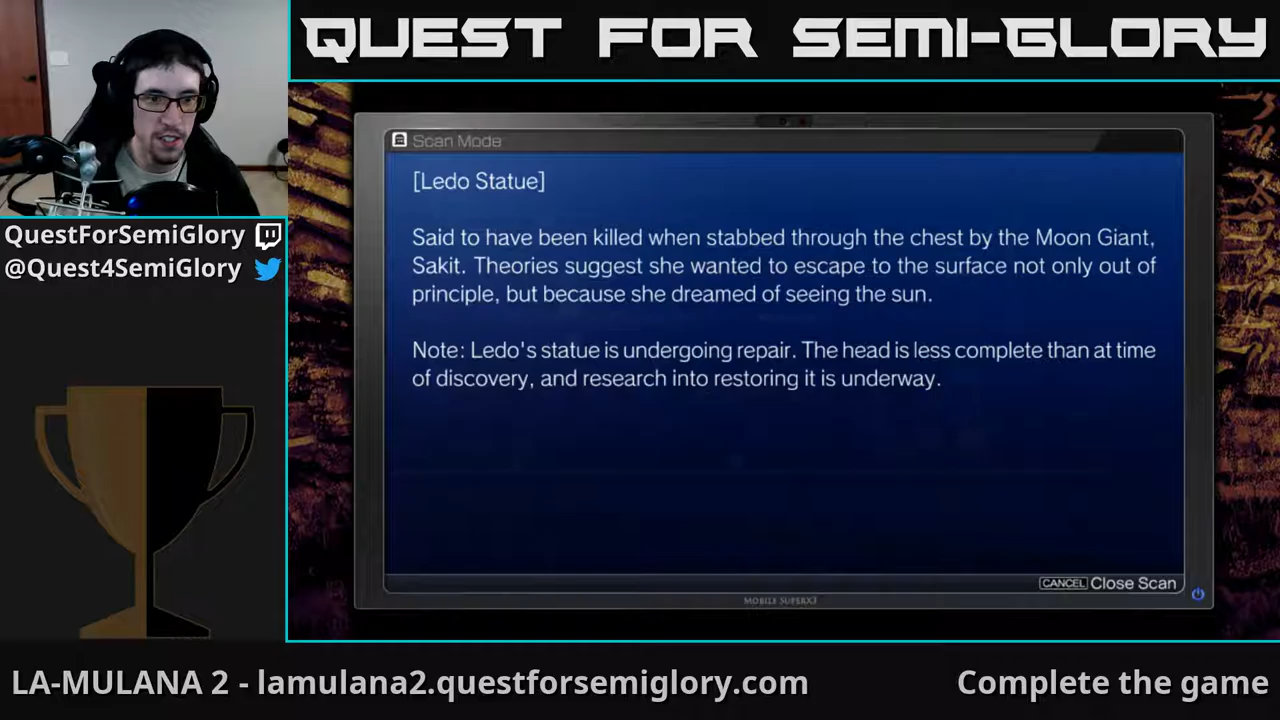 QUEST FOR SEMI-GLORY
Scan Mode
[Ledo Statue]
Said to have been killed when stabbed through the chest by the Moon Giant,
Sakit. Theories suggest she wanted to escape to the surface not only out of
principle, but because she dreamed of seeing the sun.
Note: Ledo's statue is undergoing repair. The head is less complete than at time
of discovery, and research into restoring it is underway.
CANCEL Close Scan
MOBILE SUPERX3
QuestForSemiGlory
@Quest4SemiGlory
LA-MULANA 2 - lamulana2.questforsemiglory.com
Complete the game